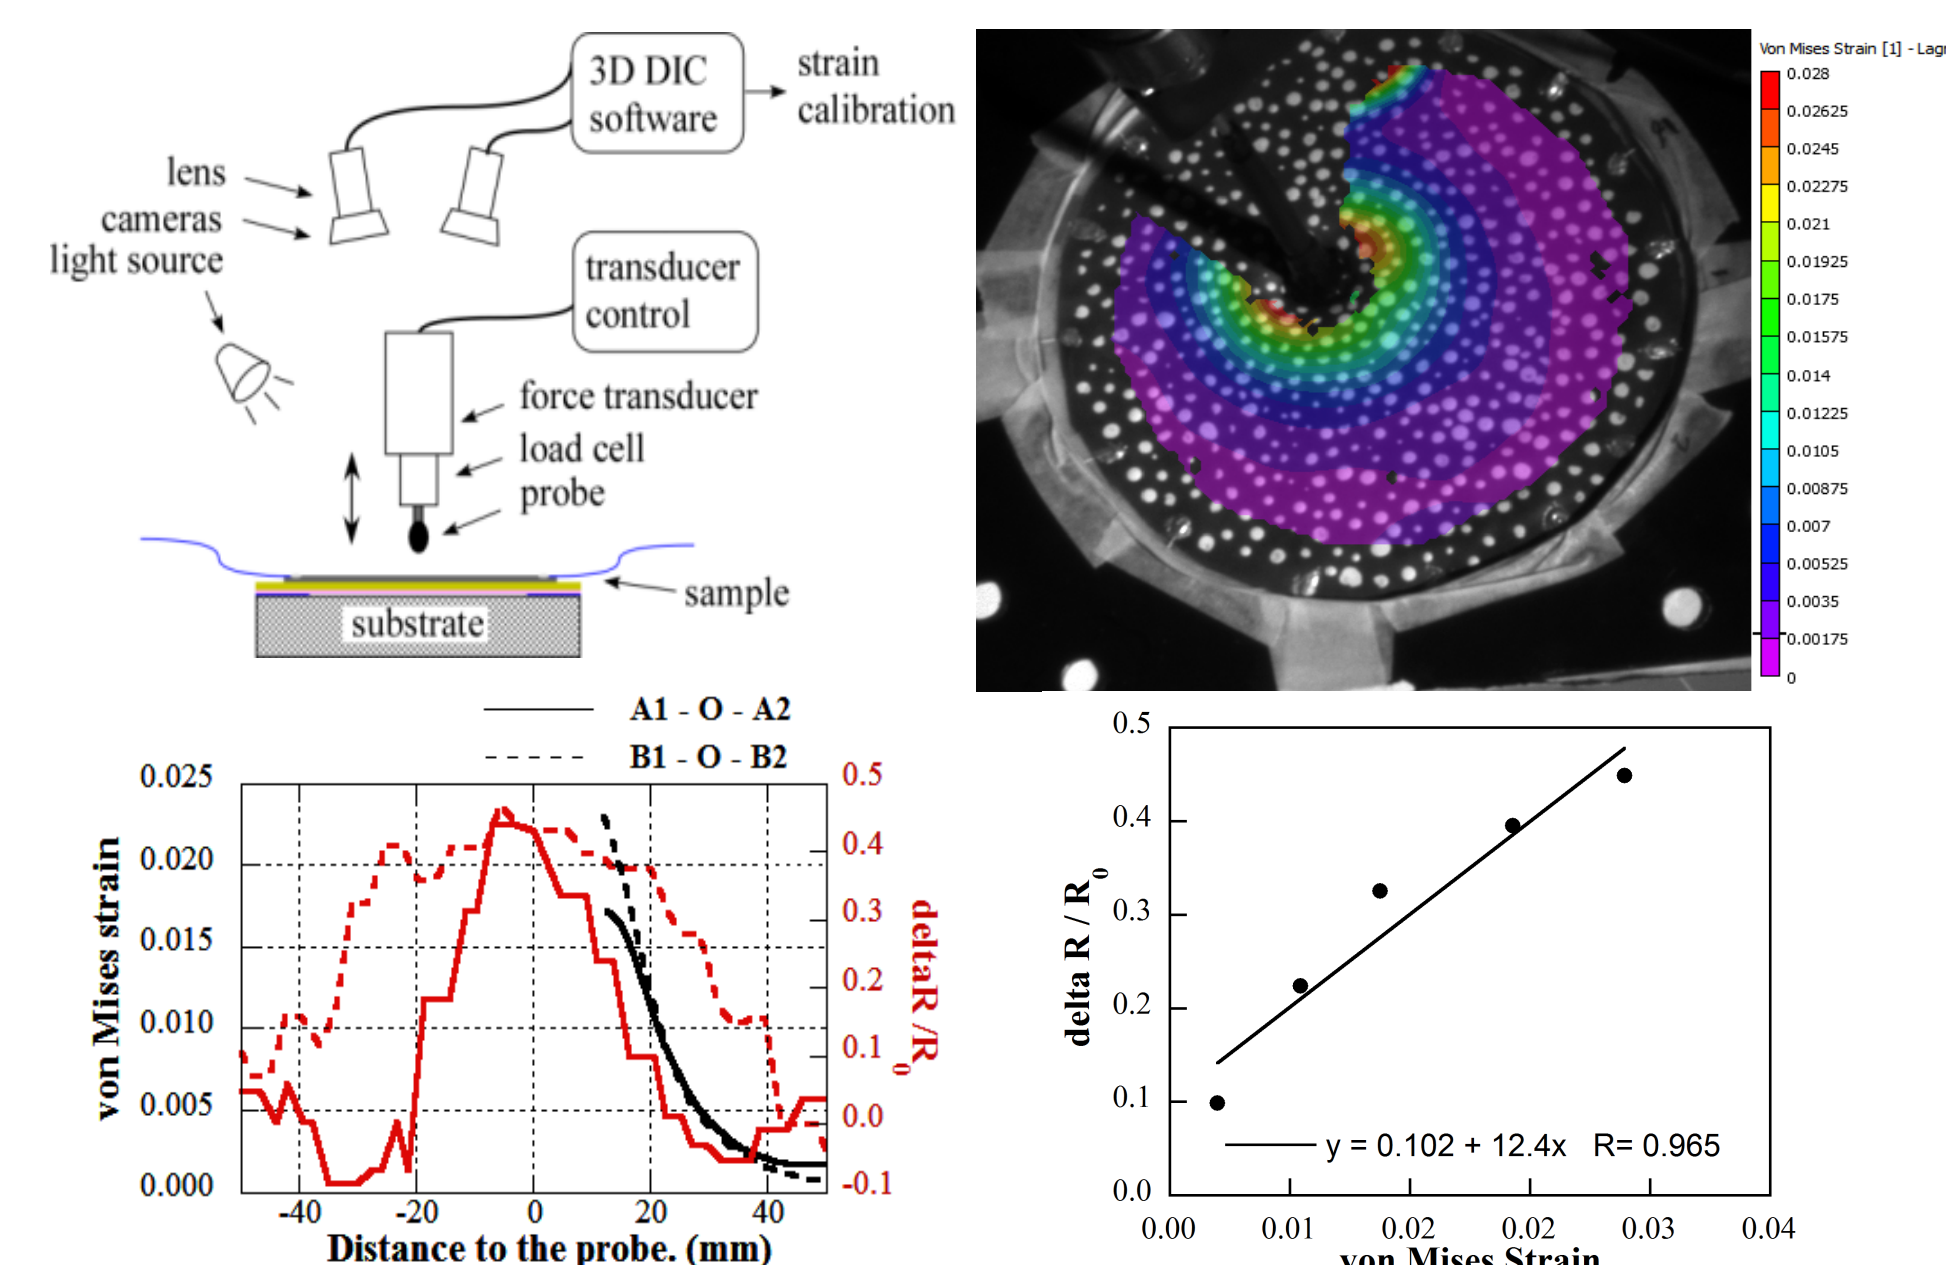 3D DIC
software
strain
calibration
lens
cameras
light source
transducer
control
force transducer
load cell
probe
sample
substrate
Von Mises Strain [1] - Lagr
0.028
0.02625
0.0245
0.02275
0.021
0.01925
0.0175
0.01575
0.014
0.01225
0.0105
0.00875
0.007
0.00525
0.0035
0.00175
0
A1 - O - A2
B1 - O - B2
0.025
0.020
0.015
0.010
0.005
0.000
von Mises strain
0.5
0.4
0.3
0.2
0.1
0.0
-0.1
deltaR /R0
-40 -20 0 20 40
Distance to the probe. (mm)
0.5
0.4
0.3
0.2
0.1
0.0
delta R / R0
y = 0.102 + 12.4x R= 0.965
0.00 0.01 0.02 0.02 0.03 0.04
von Mises Strain